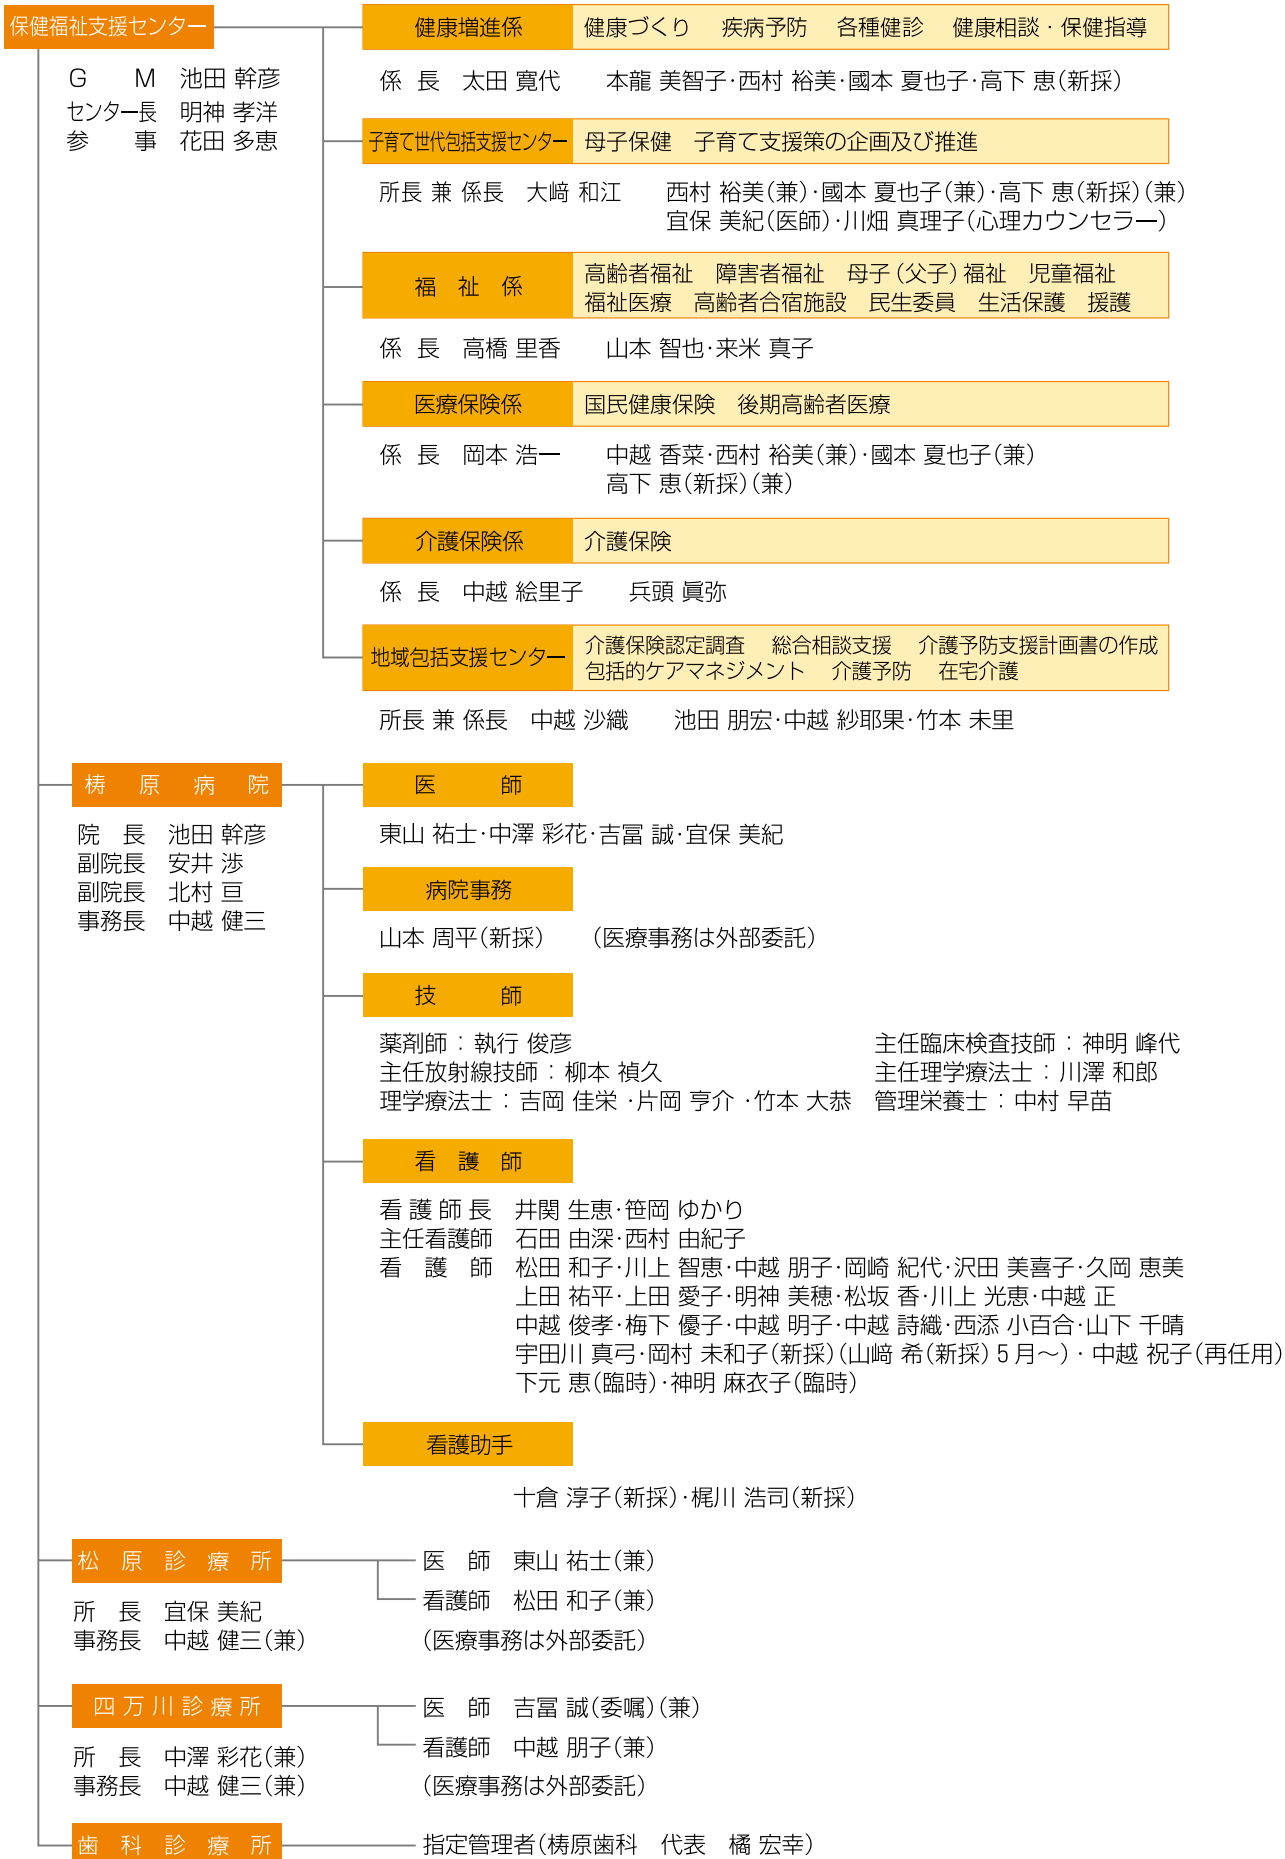 保健福祉支援センター
G M 池田 幹彦
センター長 明神 孝洋
参 事 花田 多恵
健康増進係 健康づくり 疾病予防 各種健診 健康相談・保健指導
係 長 太田 寛代 本龍 美智子・西村 裕美・國本 夏也子・高下 恵(新採)
子育て世代包括支援センター 母子保健 子育て支援策の企画及び推進
所長 兼 係長 大﨑 和江 西村 裕美(兼)・國本 夏也子(兼)・高下 恵(新採)(兼)
宜保 美紀(医師)・川畑 真理子(心理カウンセラー)
福 祉 係 高齢者福祉 障害者福祉 母子(父子)福祉 児童福祉
福祉医療 高齢者合宿施設 民生委員 生活保護 援護
係 長 高橋 里香 山本 智也・来米 真子
医療保険係 国民健康保険 後期高齢者医療
係 長 岡本 浩一 中越 香菜・西村 裕美(兼)・國本 夏也子(兼)
高下 恵(新採)(兼)
介護保険係 介護保険
係 長 中越 絵里子 兵頭 眞弥
地域包括支援センター 介護保険認定調査 総合相談支援 介護予防支援計画書の作成
包括的ケアマネジメント 介護予防 在宅介護
所長 兼 係長 中越 沙織 池田 朋宏・中越 紗耶果・竹本 未里
梼 原 病 院
院 長 池田 幹彦
副院長 安井 渉
副院長 北村 亘
事務長 中越 健三
医 師
東山 祐士・中澤 彩花・吉冨 誠・宜保 美紀
病院事務
山本 周平(新採) (医療事務は外部委託)
技 師
薬剤師：執行 俊彦 主任臨床検査技師：神明 峰代
主任放射線技師：柳本 禎久 主任理学療法士：川澤 和郎
理学療法士：吉岡 佳栄 ・片岡 亨介 ・竹本 大恭 管理栄養士：中村 早苗
看 護 師
看 護 師 長 井関 生恵・笹岡 ゆかり
主任看護師 石田 由深・西村 由紀子
看 護 師 松田 和子・川上 智恵・中越 朋子・岡崎 紀代・沢田 美喜子・久岡 恵美
上田 祐平・上田 愛子・明神 美穂・松坂 香・川上 光恵・中越 正
中越 俊孝・梅下 優子・中越 明子・中越 詩織・西添 小百合・山下 千晴
宇田川 真弓・岡村 未和子(新採)(山﨑 希(新採)５月～)・中越 祝子(再任用)
下元 恵(臨時)・神明 麻衣子(臨時)
看護助手
十倉 淳子(新採)・梶川 浩司(新採)
松 原 診 療 所
所 長 宜保 美紀
事務長 中越 健三(兼)
医 師 東山 祐士(兼)
看護師 松田 和子(兼)
(医療事務は外部委託)
四 万 川 診 療 所
所 長 中澤 彩花(兼)
事務長 中越 健三(兼)
医 師 吉冨 誠(委嘱)(兼)
看護師 中越 朋子(兼)
(医療事務は外部委託)
歯 科 診 療 所 指定管理者(梼原歯科 代表 橘 宏幸)